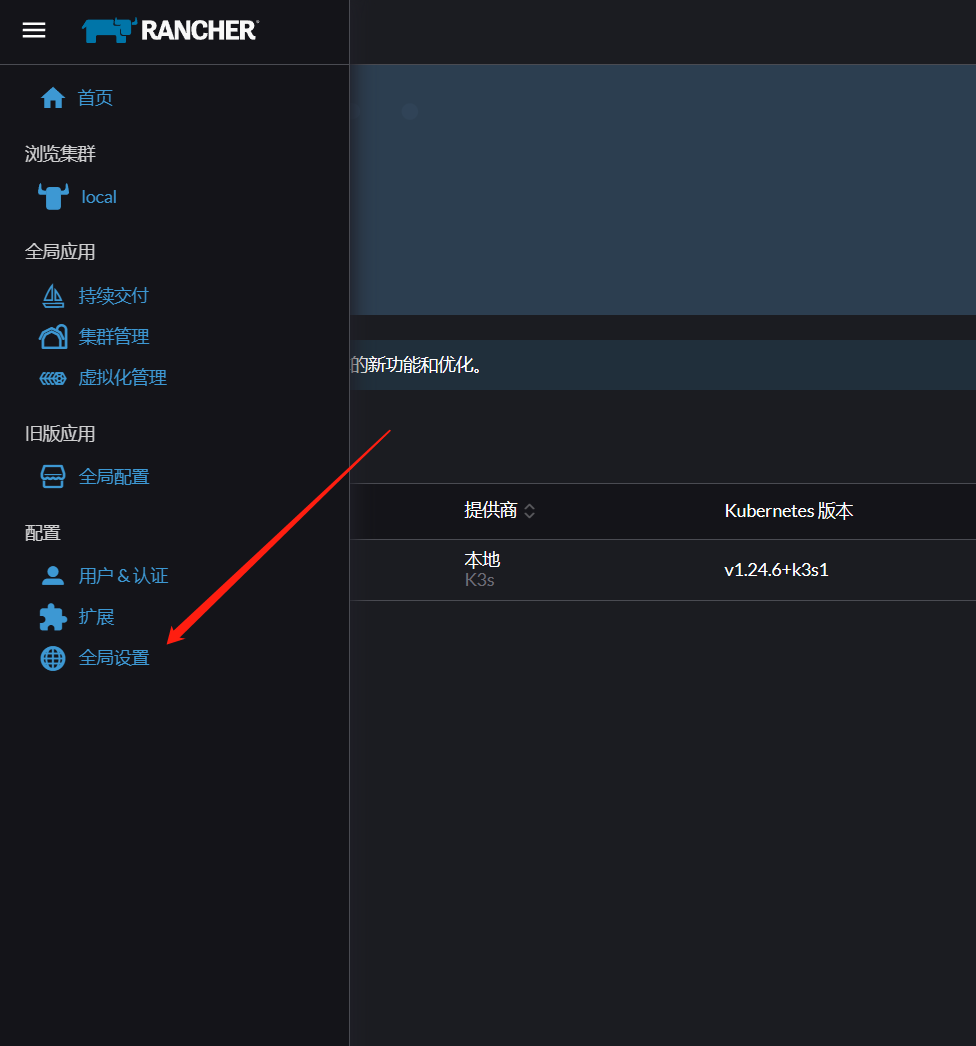 RANCHER
首页
浏览集群
local
全局应用
持续交付
集群管理
虚拟化管理
旧版应用
全局配置
配置
用户 & 认证
扩展
全局设置
的新功能和优化。
提供商
Kubernetes 版本
本地
K3s
v1.24.6+k3s1